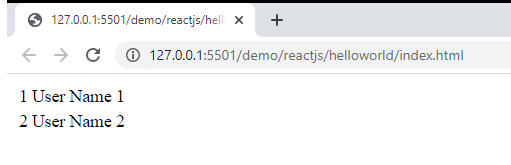 127.0.0.1:5501/demo/reactjs/hell
127.0.0.1:5501/demo/reactjs/helloworld/index.html
1 User Name 1
2 User Name 2